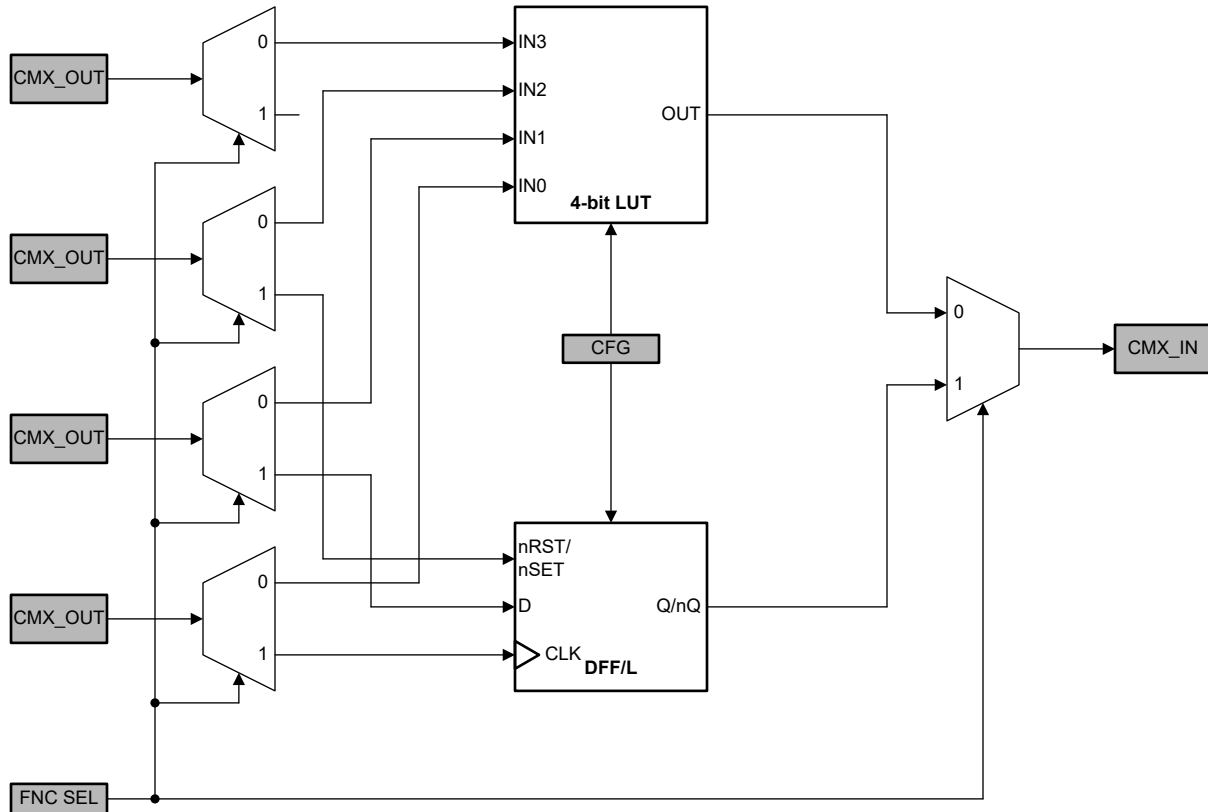 CMX_OUT
0
1
CMX_OUT
0
1
CMX_OUT
0
1
CMX_OUT
0
1
FNC SEL
IN3
IN2
IN1
IN0
OUT
4-bit LUT
CFG
nRST/
nSET
D
CLK
Q/nQ
DFF/L
0
1
CMX_IN